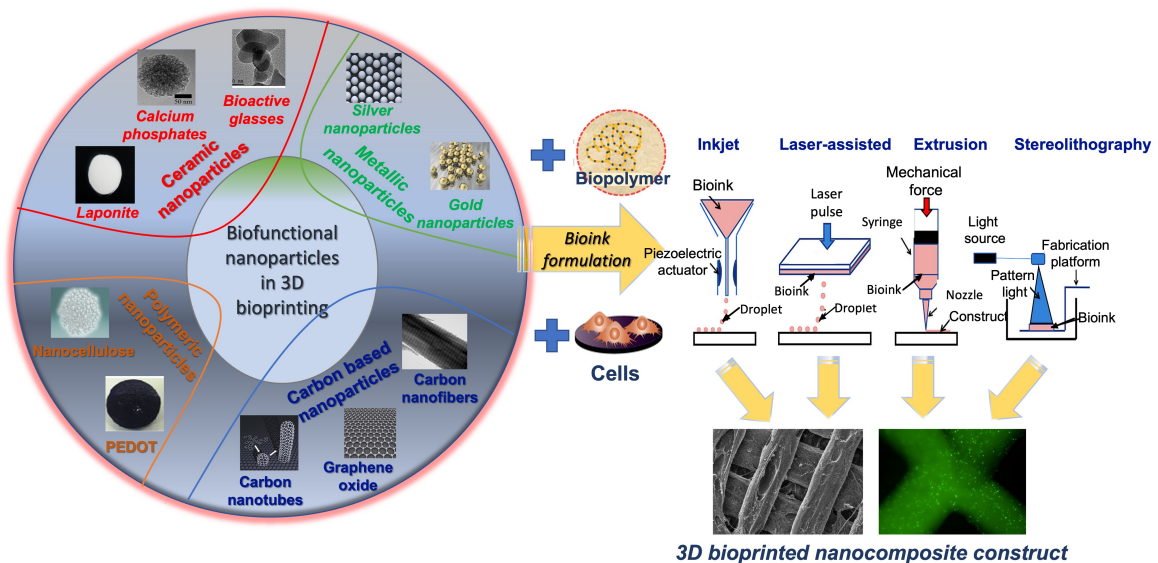 Calcium
phosphates
50 nm
Bioactive
glasses
Laponite
Ceramic
nanoparticles
Silver
nanoparticles
Metallic
nanoparticles
Gold
nanoparticles
Biofunctional
nanoparticles
in 3D
bioprinting
Polymeric
nanoparticles
Nanocellulose
PEDOT
Carbon based
nanoparticles
Carbon
nanofibers
Carbon
nanotubes
Graphene
oxide
Biopolymer
Bioink
formulation
Cells
Inkjet
Bioink
Piezoelectric
actuator
Droplet
Laser-assisted
Laser
pulse
Bioink
Droplet
Extrusion
Mechanical
force
Syringe
Bioink
Nozzle
Construct
Stereolithography
Light
source
Fabrication
platform
Pattern
light
Bioink
3D bioprinted nanocomposite construct